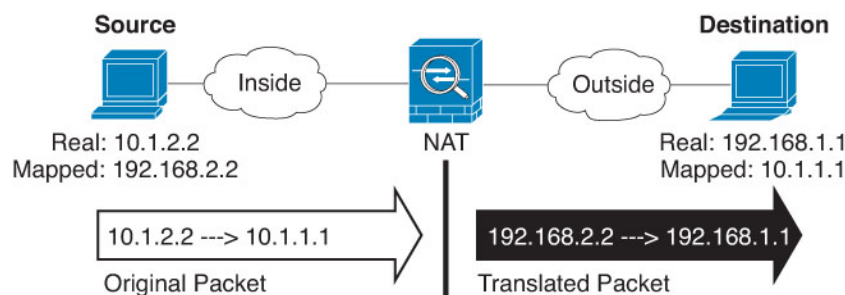 Source
Destination
Inside
Outside
Real: 10.1.2.2
Mapped: 192.168.2.2
NAT
Real: 192.168.1.1
Mapped: 10.1.1.1
10.1.2.2 ---> 10.1.1.1
192.168.2.2 ---> 192.168.1.1
Original Packet
Translated Packet